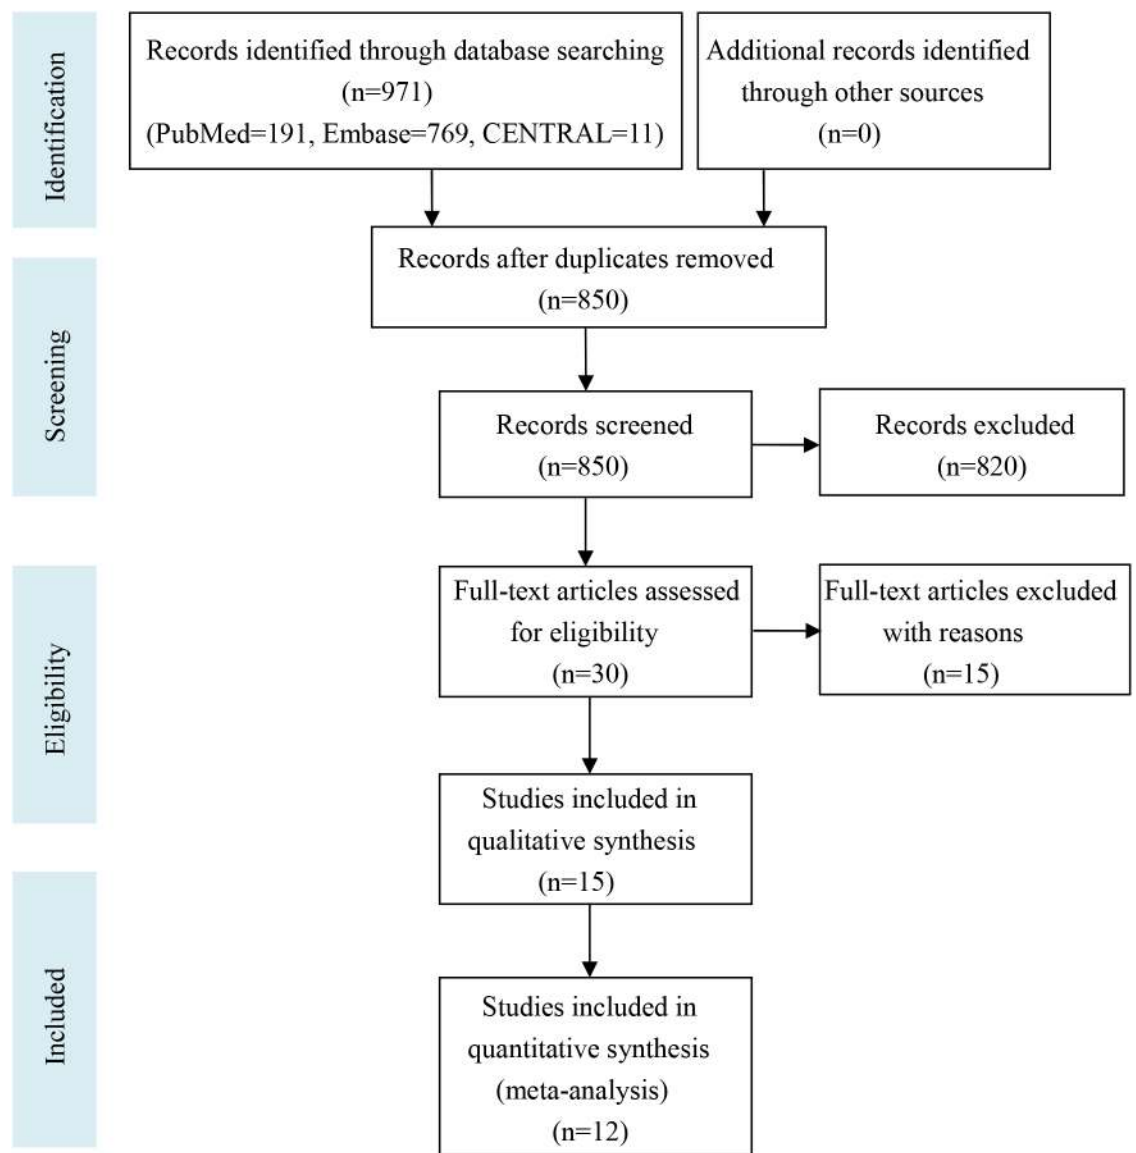 Identification
Records identified through database searching
(n=971)
(PubMed=191, Embase=769, CENTRAL=11)
Additional records identified
through other sources
(n=0)
Screening
Records after duplicates removed
(n=850)
Records screened
(n=850)
Records excluded
(n=820)
Eligibility
Full-text articles assessed
for eligibility
(n=30)
Full-text articles excluded
with reasons
(n=15)
Studies included in
qualitative synthesis
(n=15)
Included
Studies included in
quantitative synthesis
(meta-analysis)
(n=12)